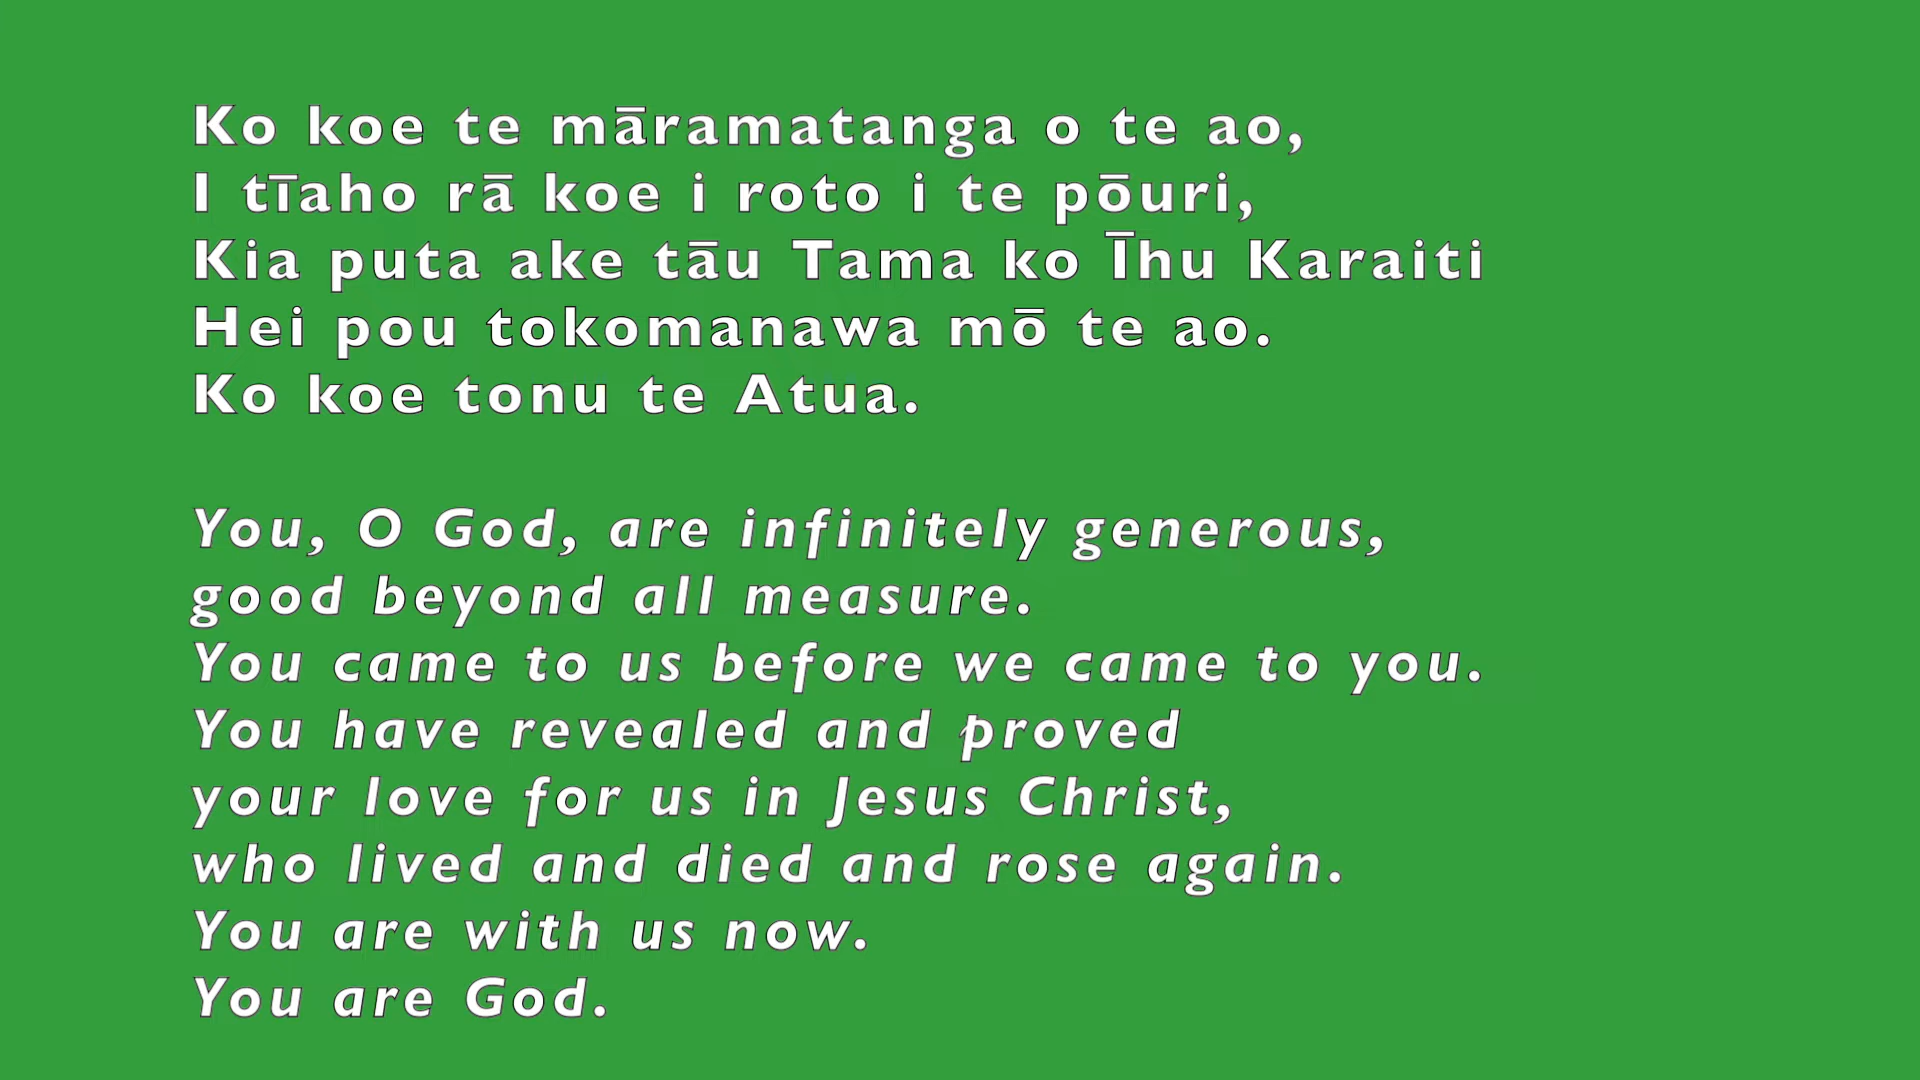 Ko koe te māramatanga o te ao,
I tīaho rā koe i roto i te pōuri,
Kia puta ake tāu Tama ko Īhu Karaiti
Hei pou tokomanawa mō te ao.
Ko koe tonu te Atua.
You, O God, are infinitely generous,
good beyond all measure.
You came to us before we came to you.
You have revealed and proved
your love for us in Jesus Christ,
who lived and died and rose again.
You are with us now.
You are God.